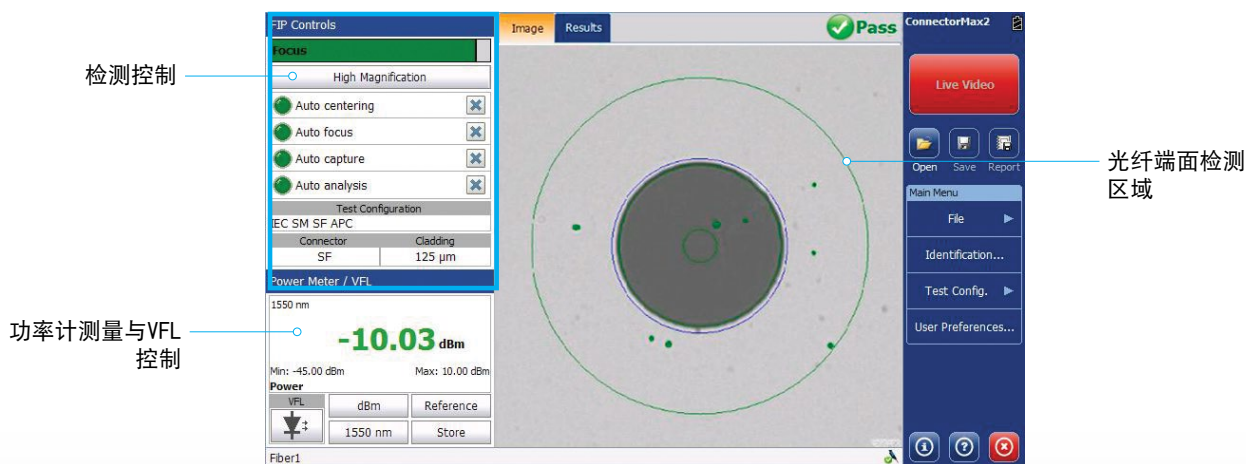 FIP Controls
Focus
High Magnification
Auto centering
Auto focus
Auto capture
Auto analysis
Test Configuration
IEC SM SF APC
Connector
Cladding
SF
125 µm
Power Meter / VFL
1550 nm
-10.03 dBm
Min: -45.00 dBm
Max: 10.00 dBm
Power
VFL
dBm
Reference
1550 nm
Store
Fiber1
检测控制
功率计测量与VFL
控制
Image
Results
Pass
ConnectorMax2
Live Video
Open
Save
Report
Main Menu
File
Identification...
Test Config.
User Preferences...
光纤端面检测
区域